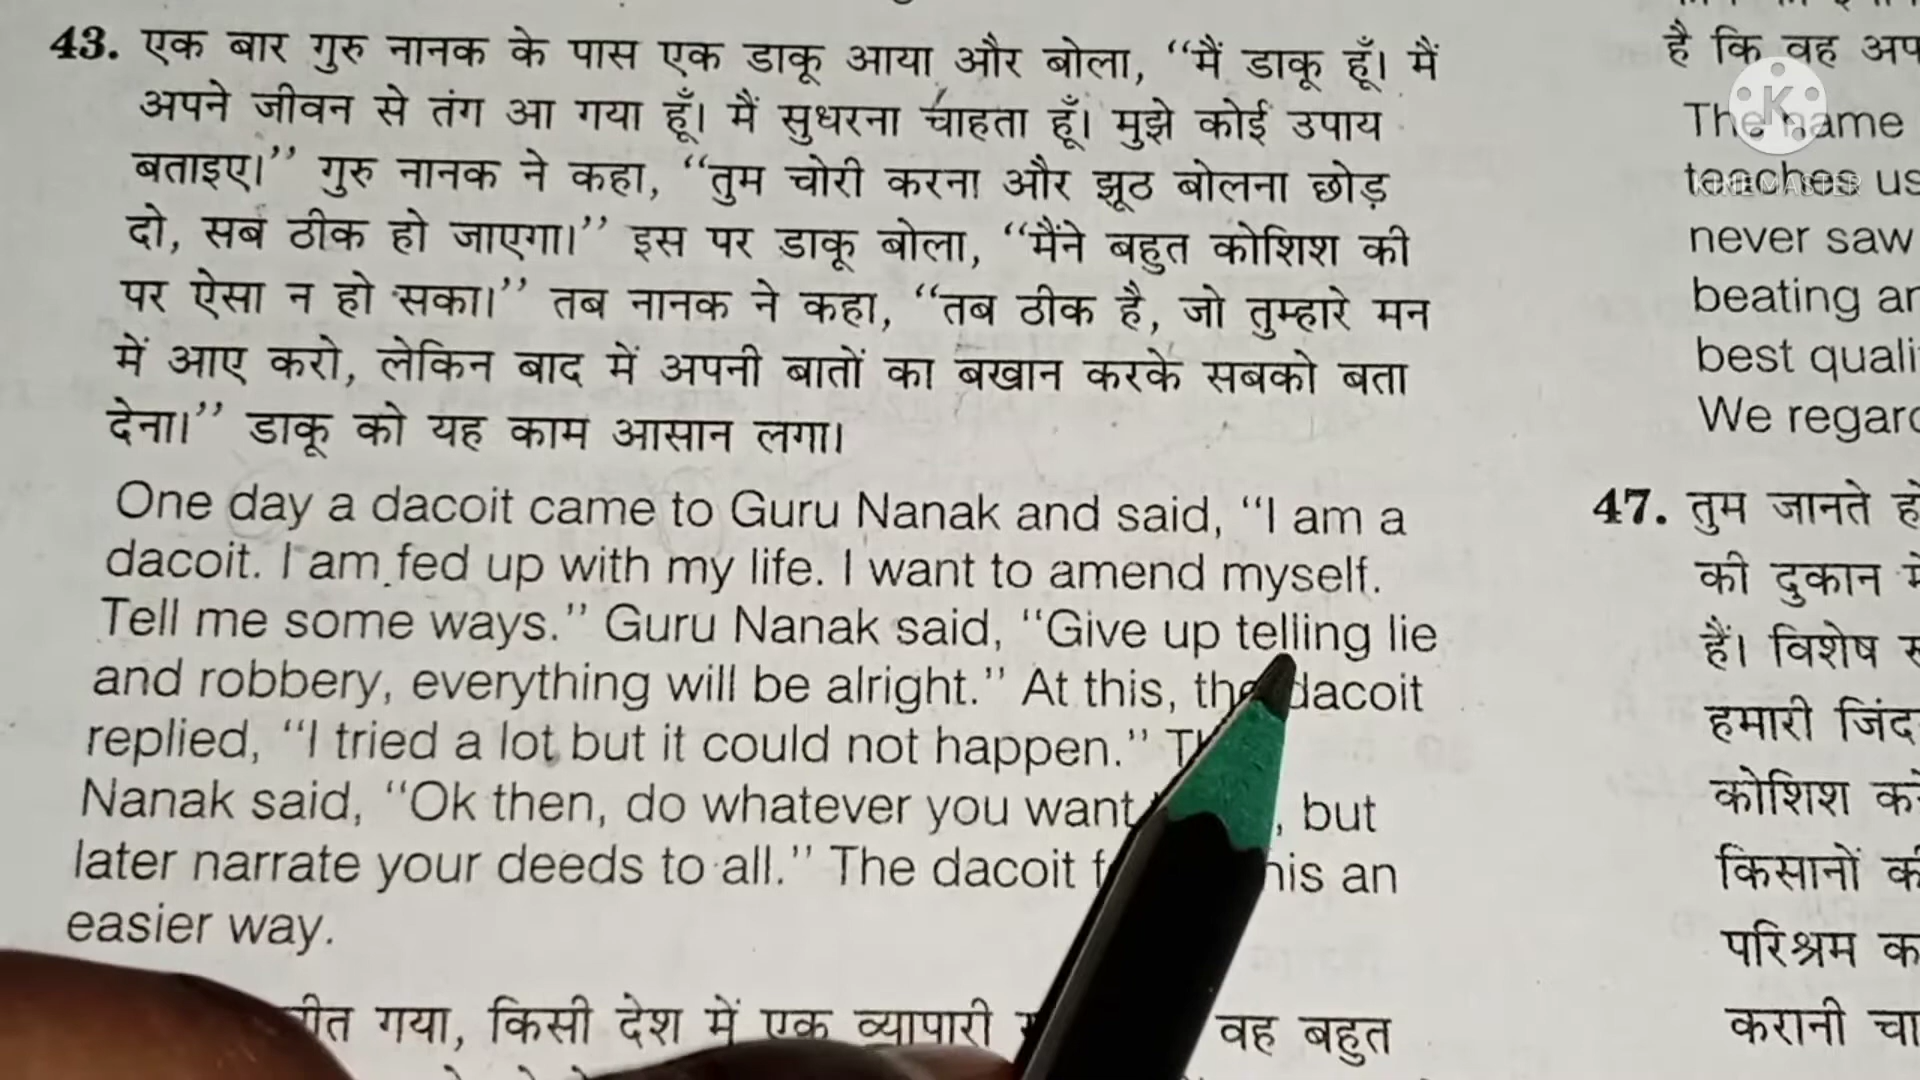 43. एक बार गुरु नानक के पास एक डाकू आया और बोला, “मैं डाकू हूँ। मैं
अपने जीवन से तंग आ गया हूँ। मैं सुधरना चाहता हूँ। मुझे कोई उपाय
बताइए।” गुरु नानक ने कहा, “तुम चोरी करना और झूठ बोलना छोड़
दो, सब ठीक हो जाएगा।” इस पर डाकू बोला, “मैंने बहुत कोशिश की
पर ऐसा न हो सका।” तब नानक ने कहा, “तब ठीक है, जो तुम्हारे मन
में आए करो, लेकिन बाद में अपनी बातों का बखान करके सबको बता
देना।” डाकू को यह काम आसान लगा।
One day a dacoit came to Guru Nanak and said, “I am a
dacoit. I am fed up with my life. I want to amend myself.
Tell me some ways.” Guru Nanak said, “Give up telling lie
and robbery, everything will be alright.” At this, the dacoit
replied, “I tried a lot but it could not happen.”
Nanak said, “Ok then, do whatever you want , but
later narrate your deeds to all.” The dacoit an
easier way.
गया, किसी देश में एक व्यापारी वह बहुत
है कि वह
The name
teaches us
never saw
beating
best
We
47. तुम जानते
की दुकान
हैं। विशेष
हमारी
कोशिश
किसानों
परिश्रम
करानी
K
KINEMASTER